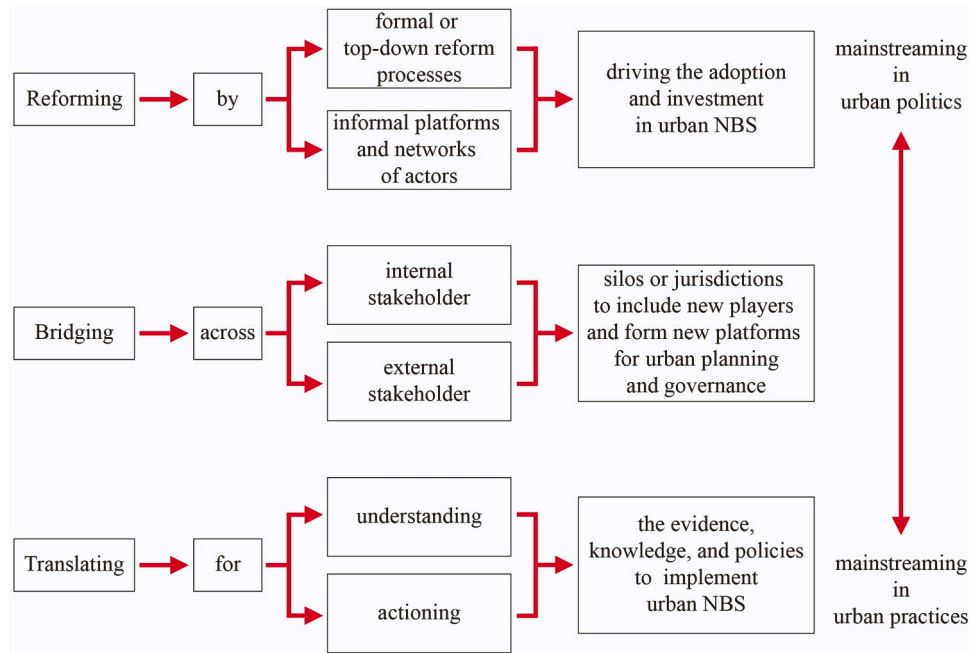 Reforming
by
formal or
top-down reform
processes
informal platforms
and networks
of actors
driving the adoption
and investment
in urban NBS
mainstreaming
in
urban politics
Bridging
across
internal
stakeholder
external
stakeholder
silos or jurisdictions
to include new players
and form new platforms
for urban planning
and governance
Translating
for
understanding
actioning
the evidence,
knowledge, and policies
to implement
urban NBS
mainstreaming
in
urban practices